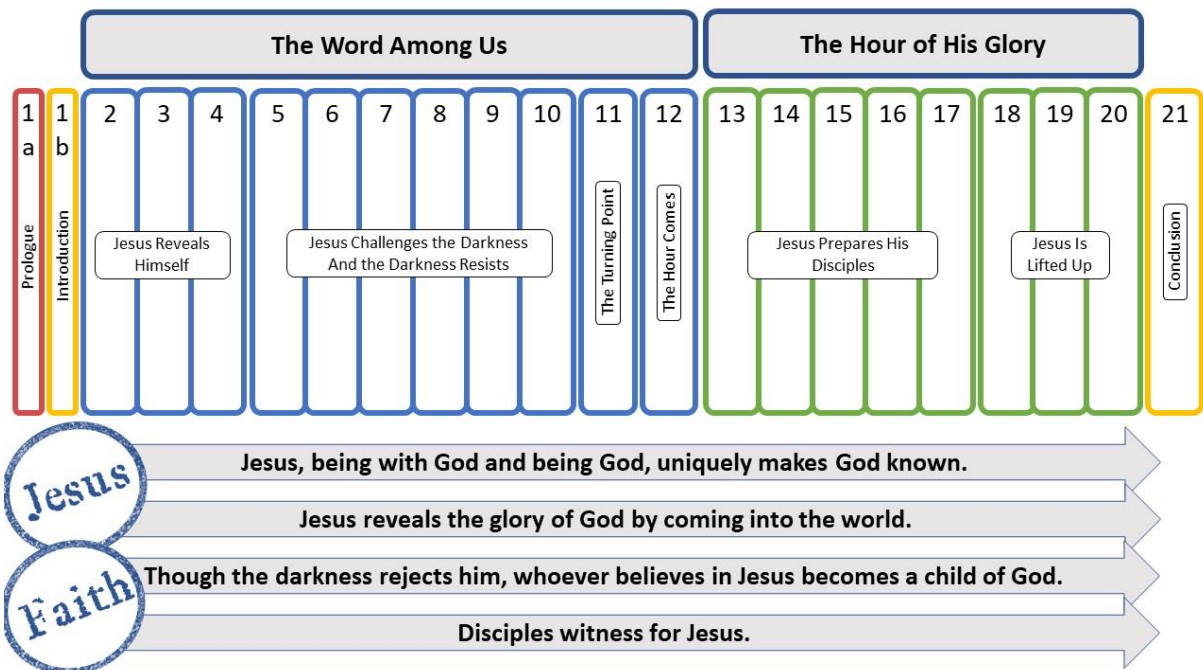 The Word Among Us
The Hour of His Glory
1
a
1
b
2
3
4
5
6
7
8
9
10
11
12
13
14
15
16
17
18
19
20
21
Prologue
Introduction
Jesus Reveals
Himself
Jesus Challenges the Darkness
And the Darkness Resists
The Turning Point
The Hour Comes
Jesus Prepares His
Disciples
Jesus Is
Lifted Up
Conclusion
Jesus
Jesus, being with God and being God, uniquely makes God known.
Jesus reveals the glory of God by coming into the world.
Faith
Though the darkness rejects him, whoever believes in Jesus becomes a child of God.
Disciples witness for Jesus.